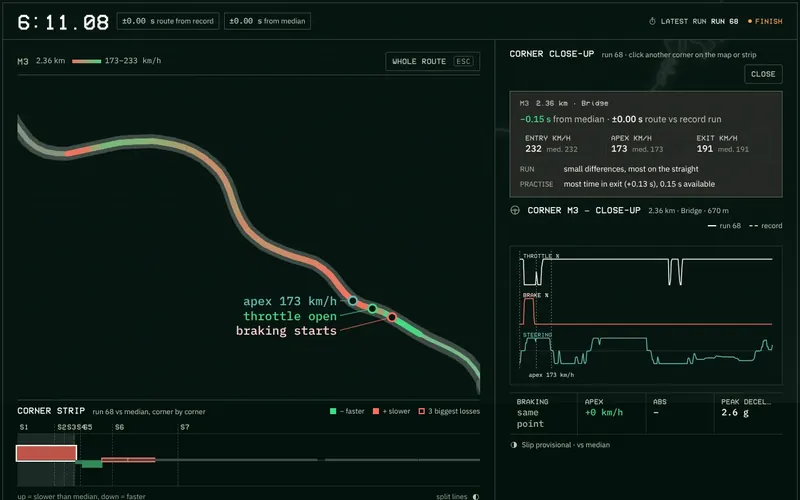 6:11.08
±0.00 s route from record
±0.00 s from median
LATEST RUN RUN 68
FINISH
M3 2.36 km 173–233 km/h
WHOLE ROUTE ESC
apex 173 km/h
throttle open
braking starts
CORNER STRIP run 68 vs median, corner by corner
– faster + slower 3 biggest losses
S1 S2 S3 S4 S5 S6 S7
up = slower than median, down = faster
split lines
CORNER CLOSE-UP run 68 · click another corner on the map or strip
CLOSE
M3 2.36 km · Bridge
−0.15 s from median · ±0.00 s route vs record run
ENTRY KM/H APEX KM/H EXIT KM/H
232 med. 232 173 med. 173 191 med. 191
RUN small differences, most on the straight
PRACTISE most time in exit (+0.13 s), 0.15 s available
CORNER M3 – CLOSE-UP 2.36 km · Bridge · 670 m
run 68 record
THROTTLE %
BRAKE %
STEERING
apex 173 km/h
BRAKING APEX ABS PEAK DECEL…
same point +0 km/h – 2.6 g
Slip provisional · vs median